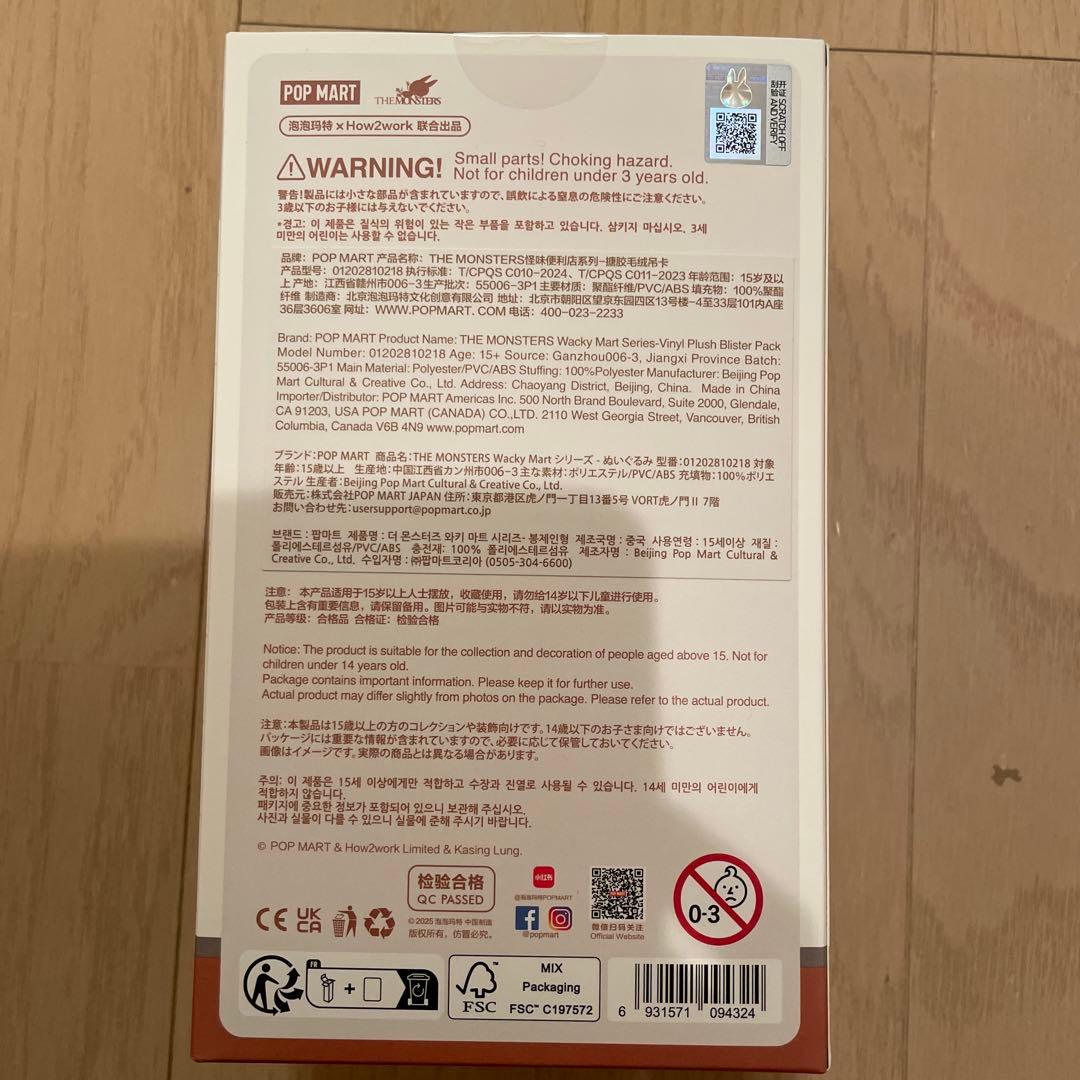 POP MART
THE MONSTERS
泡泡玛特×How2work 联合出品
开 SCRATCH OFF
刮证 AND VERIFY
验
WARNING! Small parts! Choking hazard.
Not for children under 3 years old.
警告!製品には小さな部品が含まれていますので、誤飲による窒息の危険性にご注意ください。
3歳以下のお子様には与えないでください。
*경고: 이 제품은 질식의 위험이 있는 작은 부품을 포함하고 있습니다. 삼키지 마십시오. 3세
미만의 어린이는 사용할 수 없습니다.
品牌: POP MART 产品名称: THE MONSTERS怪味便利店系列-搪胶毛绒吊卡
产品型号: 01202810218 执行标准: T/CPQS C010-2024、T/CPQS C011-2023 年龄范围: 15岁及以
上 产地: 江西省赣州市006-3 生产批次: 55006-3P1 主要材质: 聚酯纤维/PVC/ABS 填充物: 100%聚酯
纤维 制造商: 北京泡泡玛特文化创意有限公司 地址: 北京市朝阳区望京东园四区13号楼-4至33层101内A座
36层3606室 网址: WWW.POPMART.COM 电话: 400-023-2233
Brand: POP MART Product Name: THE MONSTERS Wacky Mart Series-Vinyl Plush Blister Pack
Model Number: 01202810218 Age: 15+ Source: Ganzhou006-3, Jiangxi Province Batch:
55006-3P1 Main Material: Polyester/PVC/ABS Stuffing: 100%Polyester Manufacturer: Beijing Pop
Mart Cultural & Creative Co., Ltd. Address: Chaoyang District, Beijing, China. Made in China
Importer/Distributor: POP MART Americas Inc. 500 North Brand Boulevard, Suite 2000, Glendale,
CA 91203, USA POP MART (CANADA) CO.,LTD. 2110 West Georgia Street, Vancouver, British
Columbia, Canada V6B 4N9 www.popmart.com
ブランド:POP MART 商品名:THE MONSTERS Wacky Mart シリーズ - ぬいぐるみ 型番:01202810218 対象
年齢:15歳以上 生産地:中国江西省カン州市006-3 主な素材:ポリエステル/PVC/ABS 充填物:100%ポリエ
ステル 生産者:Beijing Pop Mart Cultural & Creative Co., Ltd.
販売元:株式会社POP MART JAPAN 住所:東京都港区虎ノ門一丁目13番5号 VORT虎ノ門Ⅱ 7階
お問い合わせ先:usersupport@popmart.co.jp
브랜드 : 팝마트 제품명 : 더 몬스터즈 와키 마트 시리즈- 봉제인형 제조국명 : 중국 사용연령 : 15세이상 재질 :
폴리에스테르섬유/PVC/ABS 충전재: 100% 폴리에스테르섬유 제조자명 : Beijing Pop Mart Cultural &
Creative Co., Ltd. 수입자명 : ㈜팝마트코리아 (0505-304-6600)
注意: 本产品适用于15岁以上人士摆放，收藏使用，请勿给14岁以下儿童进行使用。
包装上含有重要信息，请保留备用。图片可能与实物不符，请以实物为准。
产品等级: 合格品 合格证: 检验合格
Notice: The product is suitable for the collection and decoration of people aged above 15. Not for
children under 14 years old.
Package contains important information. Please keep it for further use.
Actual product may differ slightly from photos on the package. Please refer to the actual product.
注意:本製品は15歳以上の方のコレクションや装飾向けです。14歳以下のお子さま向けではございません。
パッケージには重要な情報が含まれていますので、必要に応じて保管しておいてください。
画像はイメージです。実際の商品とは異なる場合があります。
주의: 이 제품은 15세 이상에게만 적합하고 수장과 진열로 사용될 수 있습니다. 14세 미만의 어린이에게
적합하지 않습니다.
패키지에 중요한 정보가 포함되어 있으니 보관해 주십시오.
사진과 실물이 다를 수 있으니 실물에 준해 주시기 바랍니다.
© POP MART & How2work Limited & Kasing Lung.
检验合格
QC PASSED
小红书
@泡泡玛特POPMART
@popmart
微信扫码关注
Official Website
0-3
CE UK CA
© 2025 泡泡玛特 中国制造
版权所有，仿冒必究。
FR
+
FSC
MIX
Packaging
FSC™ C197572
6 931571 094324